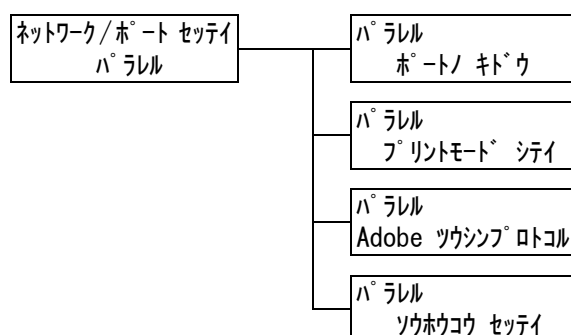 ﾈｯﾄﾜｰｸ/ﾎﾟｰﾄ ｾｯﾃｲ
ﾊﾟﾗﾚﾙ
ﾊﾟﾗﾚﾙ
ﾎﾟｰﾄﾉ ｷﾄﾞｳ
ﾊﾟﾗﾚﾙ
ﾌﾟﾘﾝﾄﾓｰﾄﾞ ｼﾃｲ
ﾊﾟﾗﾚﾙ
Adobe ﾂｳｼﾝﾌﾟﾛﾄｺﾙ
ﾊﾟﾗﾚﾙ
ｿｳﾎｳｺｳ ｾｯﾃｲ